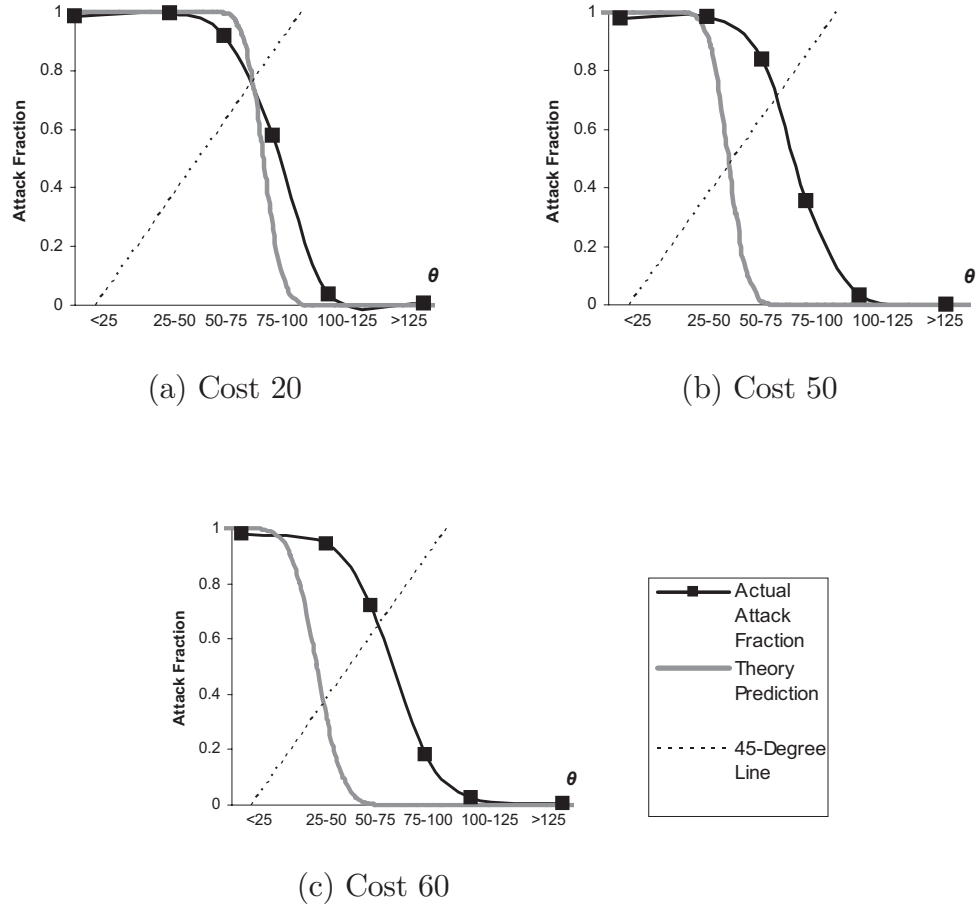 1
0.8
0.6
0.4
0.2
0
Attack Fraction
θ
<25 25-50 50-75 75-100 100-125 >125
(a) Cost 20
1
0.8
0.6
0.4
0.2
0
Attack Fraction
θ
<25 25-50 50-75 75-100 100-125 >125
(b) Cost 50
1
0.8
0.6
0.4
0.2
0
Attack Fraction
θ
<25 25-50 50-75 75-100 100-125 >125
(c) Cost 60
Actual
Attack
Fraction
Theory
Prediction
45-Degree
Line